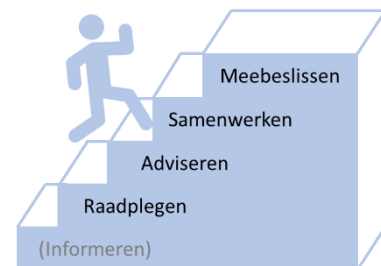 Meebeslissen
Samenwerken
Adviseren
Raadplegen
(Informeren)